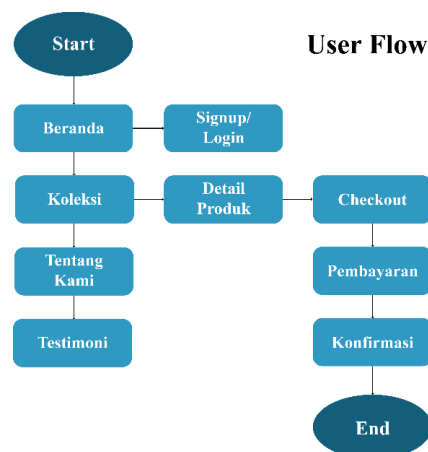 Start
User Flow
Beranda
Signup/
Login
Koleksi
Detail
Produk
Checkout
Tentang
Kami
Pembayaran
Testimoni
Konfirmasi
End